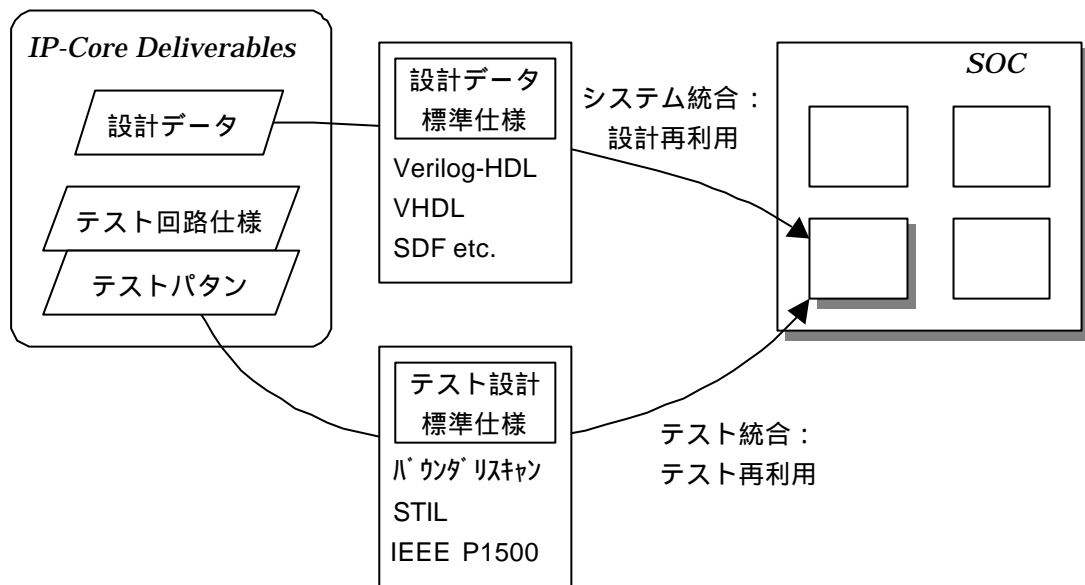 IP-Core Deliverables
設計データ
テスト回路仕様
テストパタン
設計データ
標準仕様
Verilog-HDL
VHDL
SDF etc.
システム統合：
設計再利用
SOC
テスト設計
標準仕様
ﾊﾞｳﾝﾀﾞﾘｽｷｬﾝ
STIL
IEEE P1500
テスト統合：
テスト再利用